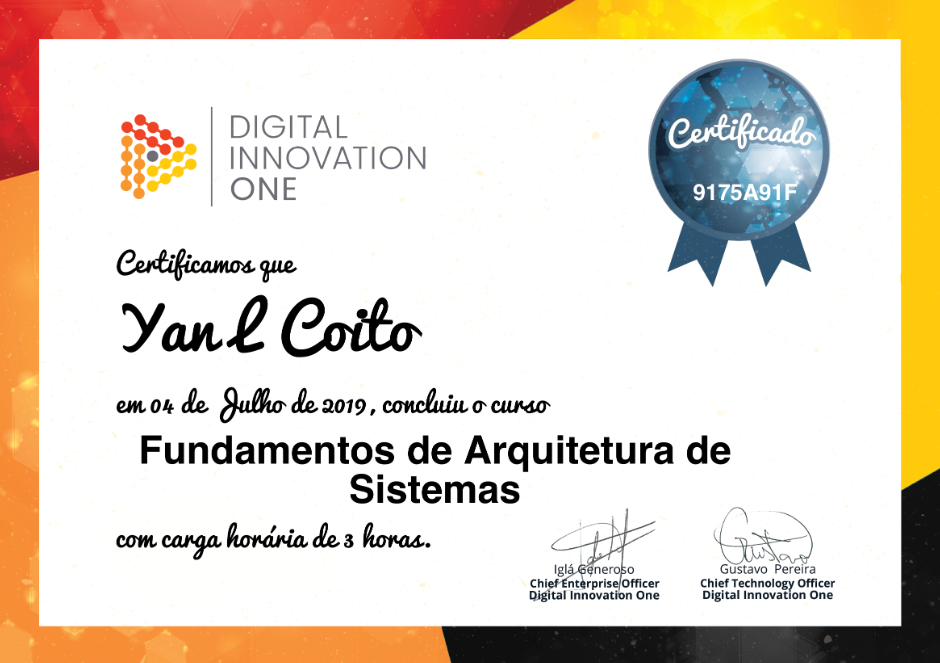 DIGITAL
INNOVATION
ONE
Certificado
9175A91F
Certificamos que
Yan L Coito
em 04 de Julho de 2019, concluiu o curso
Fundamentos de Arquitetura de
Sistemas
com carga horária de 3 horas.
Iglá Generoso
Chief Enterprise Officer
Digital Innovation One
Gustavo
Gustavo Pereira
Chief Technology Officer
Digital Innovation One